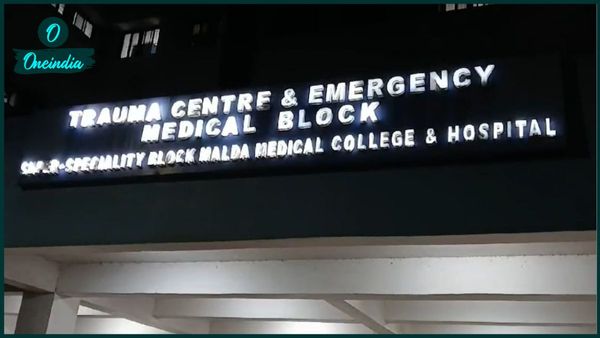 O
Oneindia
TRAUMA CENTRE & EMERGENCY
MEDICAL BLOCK
SUPER-SPECIALITY BLOCK MALDA MEDICAL COLLEGE & HOSPITAL